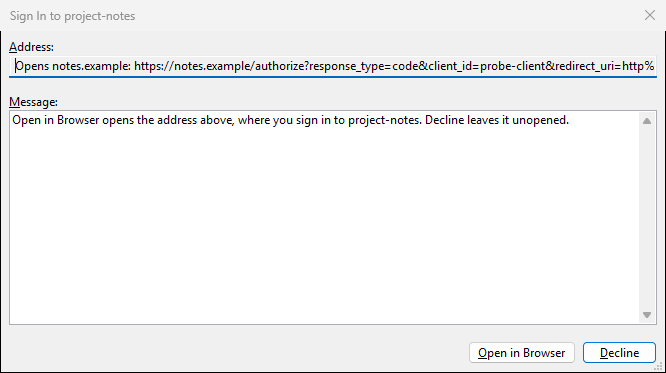 Sign In to project-notes
Address:
Opens notes.example: https://notes.example/authorize?response_type=code&client_id=probe-client&redirect_uri=http%
Message:
Open in Browser opens the address above, where you sign in to project-notes. Decline leaves it unopened.
Open in Browser
Decline